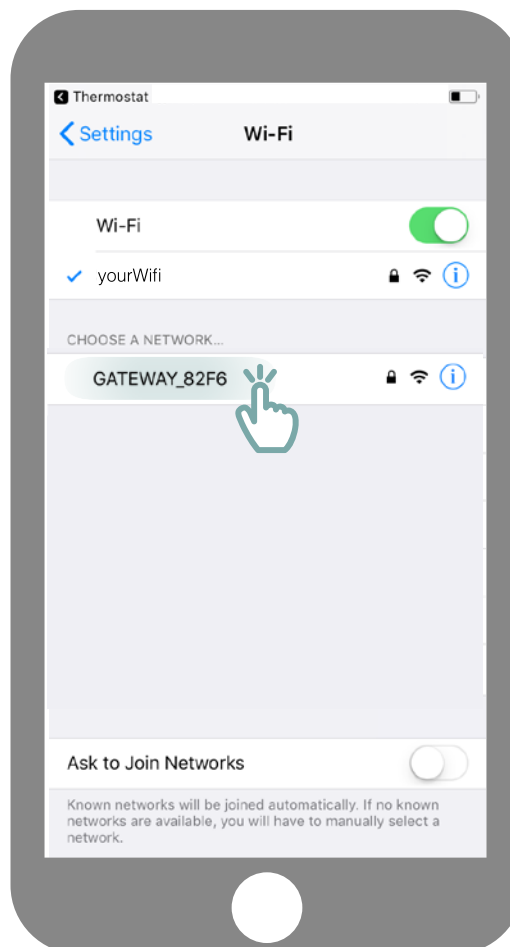 Thermostat
Settings
Wi-Fi
Wi-Fi
yourWifi
CHOOSE A NETWORK...
GATEWAY_82F6
Ask to Join Networks
Known networks will be joined automatically. If no known
networks are available, you will have to manually select a
network.